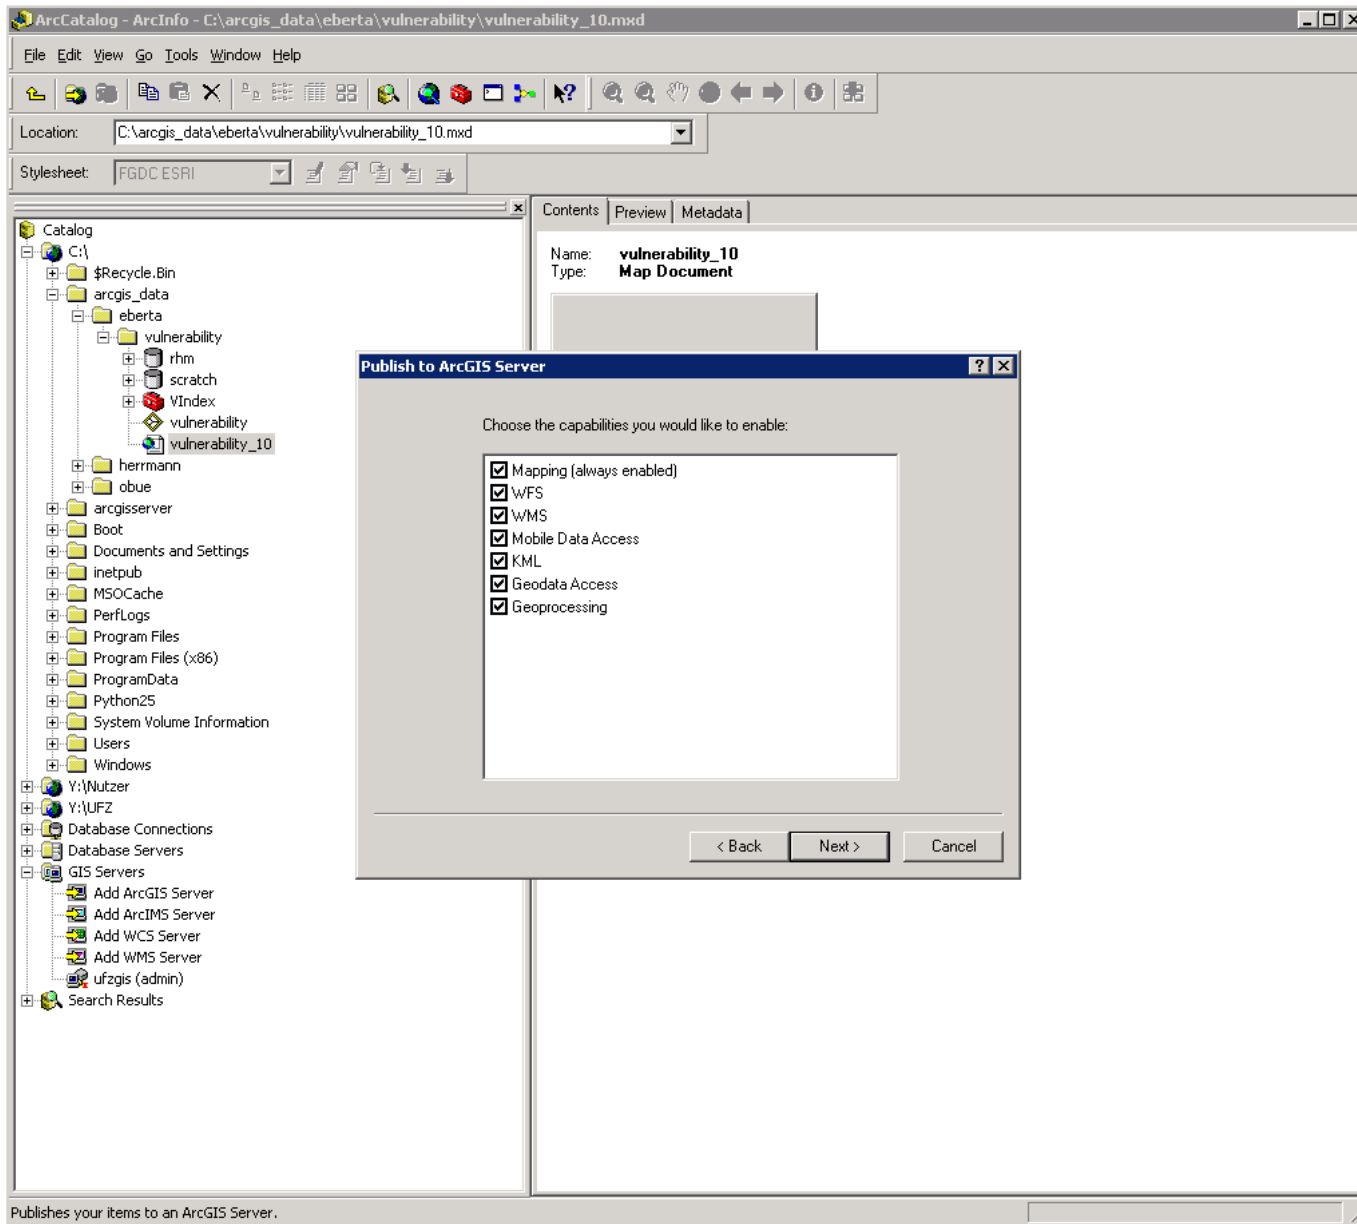 ArcCatalog - ArcInfo - C:\arcgis_data\eberta\vulnerability\vulnerability_10.mxd
File Edit View Go Tools Window Help
Location: C:\arcgis_data\eberta\vulnerability\vulnerability_10.mxd
Stylesheet: FGDC ESRI
Catalog
C:\
$Recycle.Bin
arcgis_data
eberta
vulnerability
rhm
scratch
VIndex
vulnerability
vulnerability_10
herrmann
obue
arcgisserver
Boot
Documents and Settings
inetpub
MSOCache
PerfLogs
Program Files
Program Files (x86)
ProgramData
Python25
System Volume Information
Users
Windows
Y:\Nutzer
Y:\UFZ
Database Connections
Database Servers
GIS Servers
Add ArcGIS Server
Add ArcIMS Server
Add WCS Server
Add WMS Server
ufzgis (admin)
Search Results
Contents Preview Metadata
Name: vulnerability_10
Type: Map Document
Publish to ArcGIS Server
Choose the capabilities you would like to enable:
Mapping (always enabled)
WFS
WMS
Mobile Data Access
KML
Geodata Access
Geoprocessing
< Back Next > Cancel
Publishes your items to an ArcGIS Server.